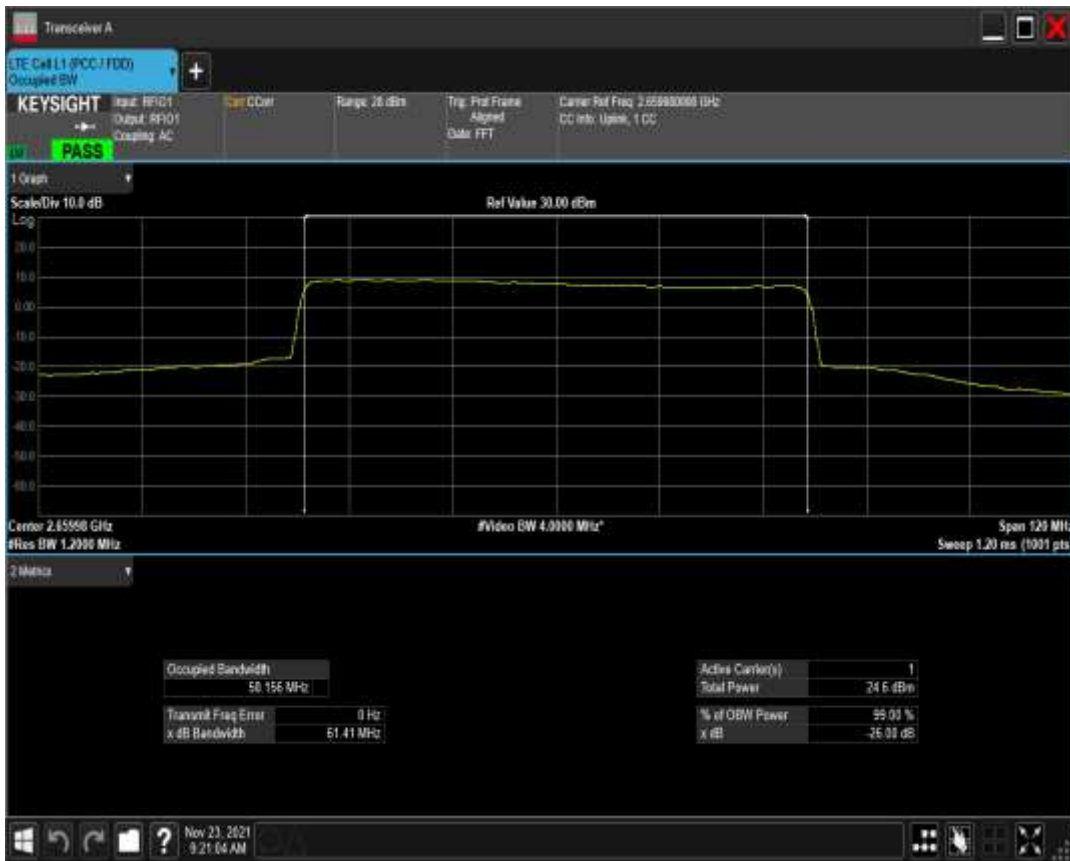 Transceiver A
LTE Cell L1 (PCC / FDD)
Occupied BW
+
KEYSIGHT
Input: RFIO1
Output: RFIO1
Coupling: AC
PASS
Corr CCorr
Range: 28 dBm
Trig: Prot Frame
Aligned
Gate: FFT
Carrier Ref Freq: 2.659980000 GHz
CC Info: Uplink, 1 CC
1 Graph
Scale/Div 10.0 dB
Ref Value 30.00 dBm
Log
20.0
10.0
0.00
-10.0
-20.0
-30.0
-40.0
-50.0
-60.0
Center 2.65998 GHz
#Video BW 4.0000 MHz*
Span 120 MHz
#Res BW 1.2000 MHz
Sweep 1.20 ms (1001 pts)
2 Metrics
Occupied Bandwidth
Active Carrier(s) 1
Total Power 24.6 dBm
Transmit Freq Error 0 Hz
x dB Bandwidth 61.41 MHz
% of OBW Power 99.00 %
x dB -26.00 dB
?
Nov 23, 2021
9:21:04 AM